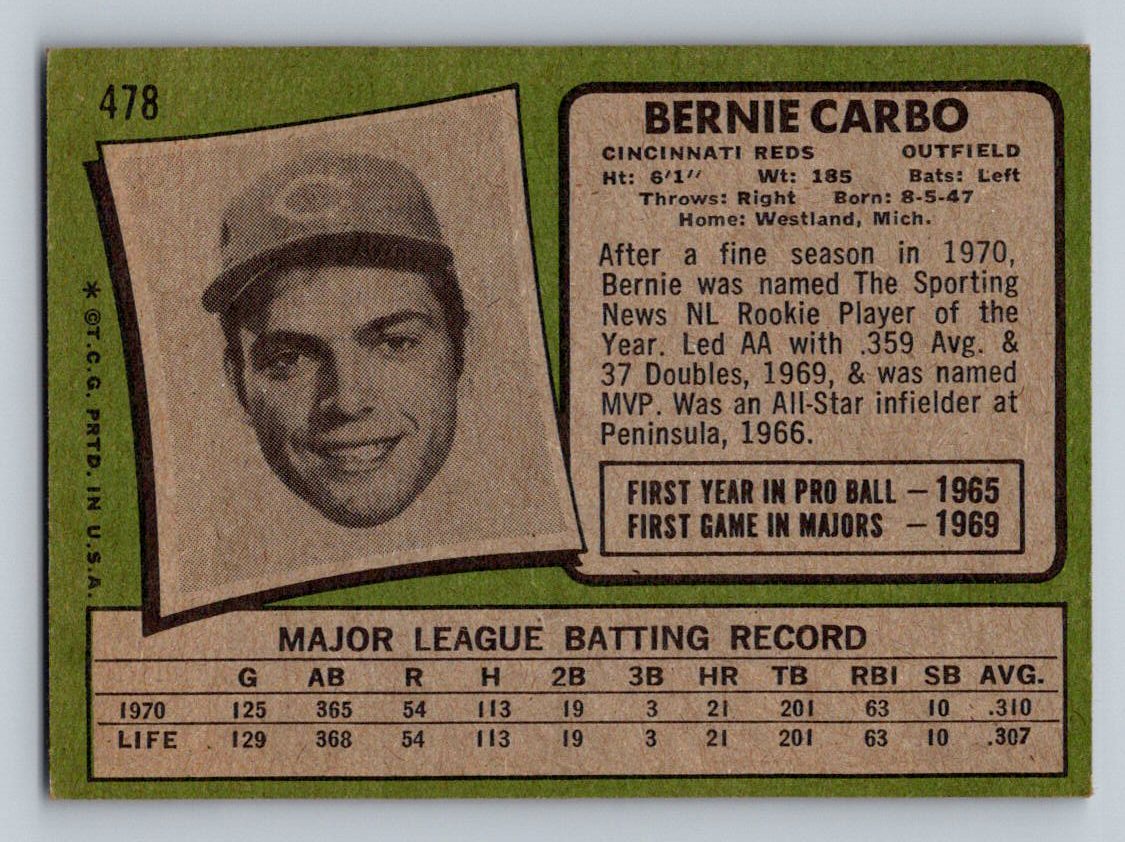 478
BERNIE CARBO
CINCINNATI REDS OUTFIELD
Ht: 6'1" Wt: 185 Bats: Left
Throws: Right Born: 8-5-47
Home: Westland, Mich.
After a fine season in 1970,
Bernie was named The Sporting
News NL Rookie Player of the
Year. Led AA with .359 Avg. &
37 Doubles, 1969, & was named
MVP. Was an All-Star infielder at
Peninsula, 1966.
FIRST YEAR IN PRO BALL – 1965
FIRST GAME IN MAJORS – 1969
* ©T.C.G. PRTD. IN U.S.A.
MAJOR LEAGUE BATTING RECORD
G AB R H 2B 3B HR TB RBI SB AVG.
1970 125 365 54 113 19 3 21 201 63 10 .310
LIFE 129 368 54 113 19 3 21 201 63 10 .307